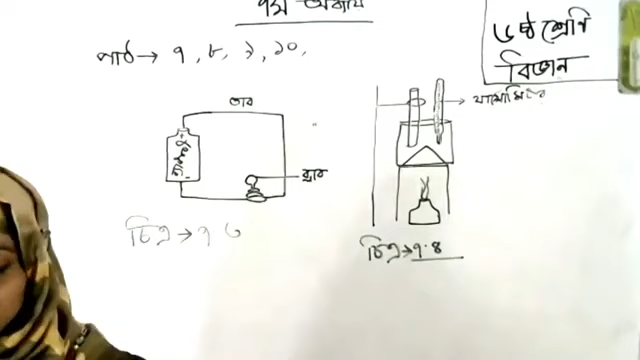 ৭ম অধ্যায়
৬ষ্ঠ শ্রেণি
বিজ্ঞান
পাঠ → ৭, ৮, ৯, ১০,
তার
ব্যাটারি
বাল্ব
থার্মোমিটার
চিত্র → ৭.৩
চিত্র → ৭.৪